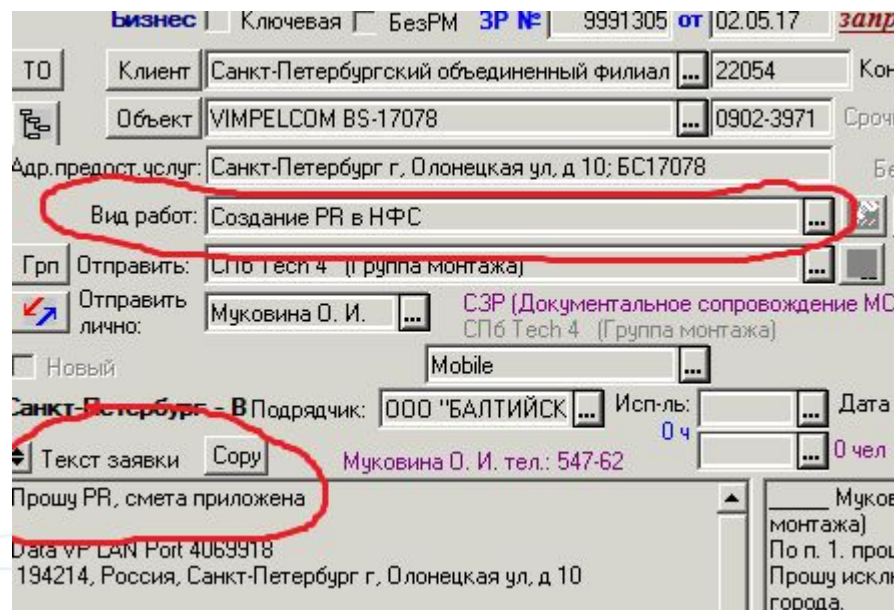 Бизнес Ключевая БезРМ ЗР № 9991305 от 02.05.17
ТО Клиент Санкт-Петербургский объединенный филиал ... 22054
Объект VIMPELCOM BS-17078 ... 0902-3971
Адр.предост.услуг: Санкт-Петербург г, Олонецкая ул, д 10; БС17078
Вид работ: Создание PR в НФС ...
Грп Отправить: СПб Tech 4 (Группа монтажа) ...
Отправить лично: Муковина О. И. ... СЗР (Документальное сопровождение
СПб Tech 4 (Группа монтажа)
Новый Mobile ...
Санкт-Петербург - В Подрядчик: ООО "БАЛТИЙСК ... Исп-ль: ... Дата
0 ч
... 0 чел
Текст заявки Copy Муковина О. И. тел.: 547-62
Прошу PR, смета приложена
Data VP LAN Port 4069918
194214, Россия, Санкт-Петербург г, Олонецкая ул, д 10
монтажа)
По п. 1.
Прошу
города.